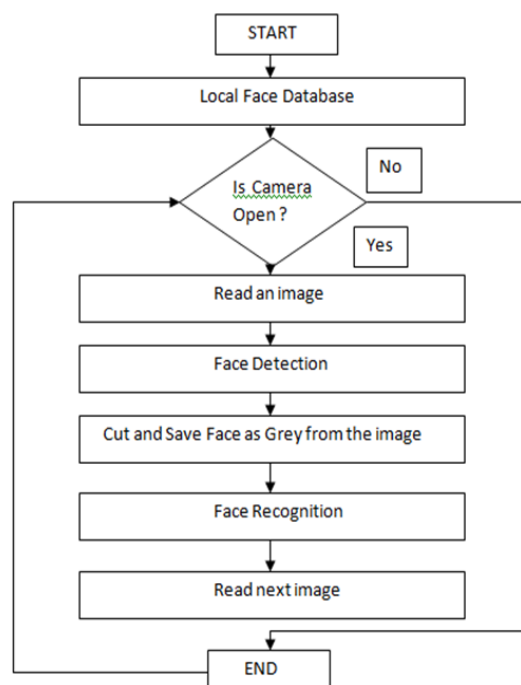 START
Local Face Database
No
Is Camera
Open ?
Yes
Read an image
Face Detection
Cut and Save Face as Grey from the image
Face Recognition
Read next image
END